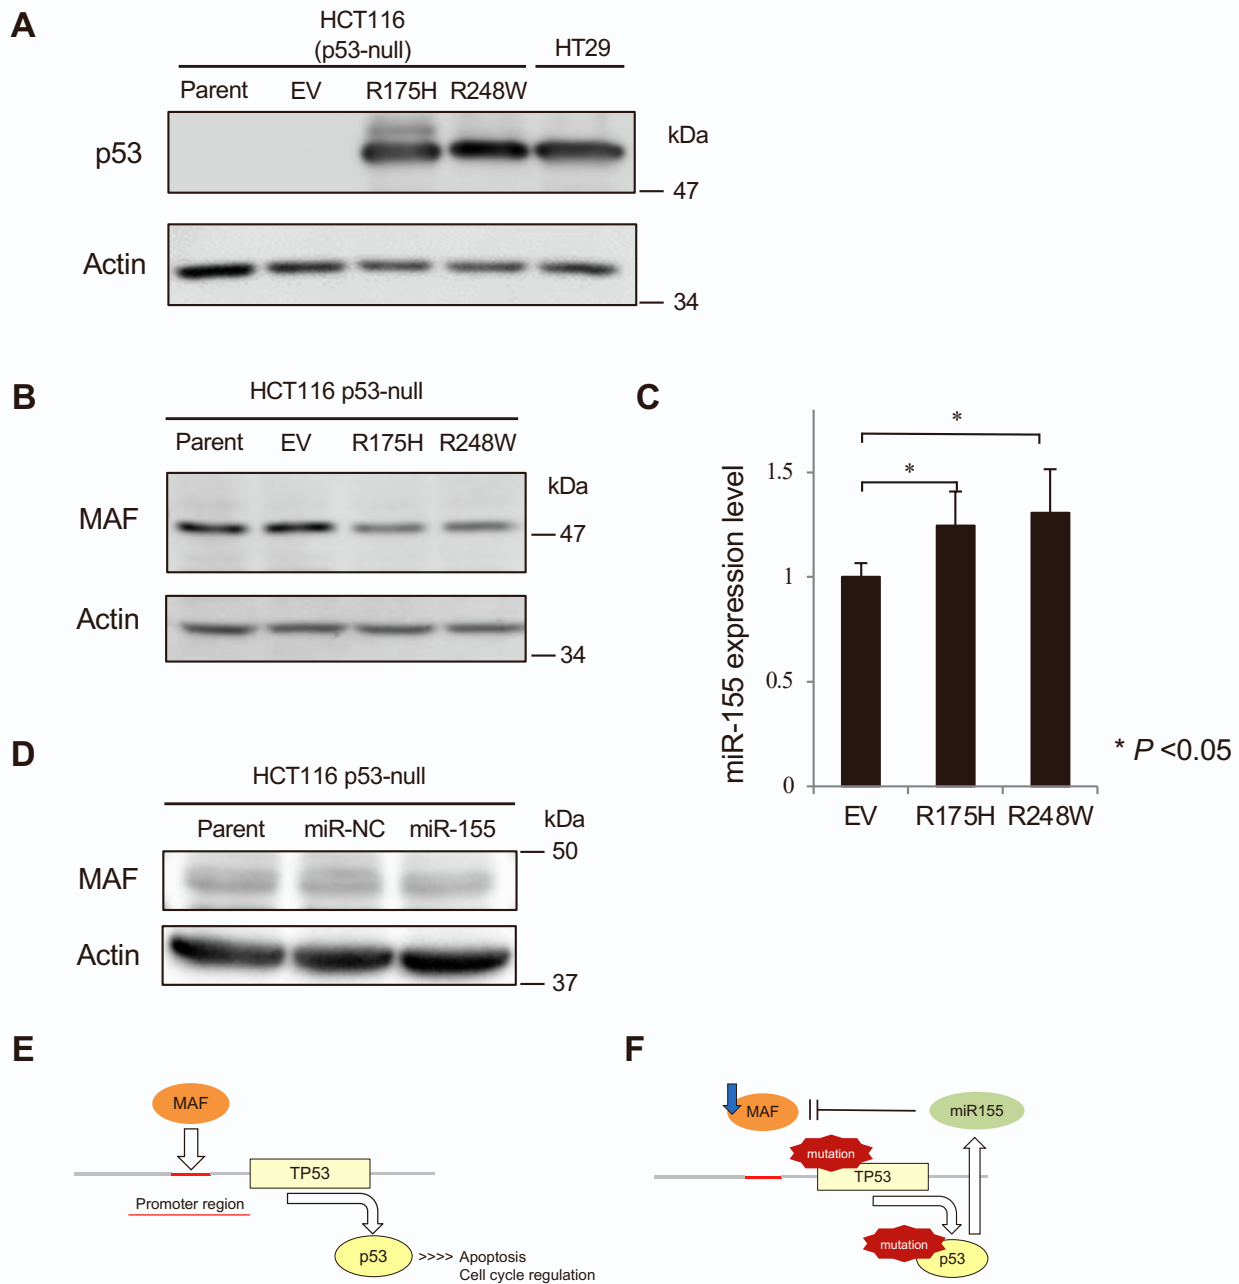 A
HCT116
(p53-null)
HT29
Parent EV R175H R248W
p53
kDa
47
Actin
34
B
HCT116 p53-null
Parent EV R175H R248W
MAF
kDa
47
Actin
34
C
miR-155 expression level
1.5
1
0.5
0
*
*
EV R175H R248W
* P <0.05
D
HCT116 p53-null
Parent miR-NC miR-155
kDa
50
MAF
Actin
37
E
MAF
TP53
Promoter region
p53 >>>> Apoptosis
Cell cycle regulation
F
MAF
miR155
mutation
TP53
mutation
p53